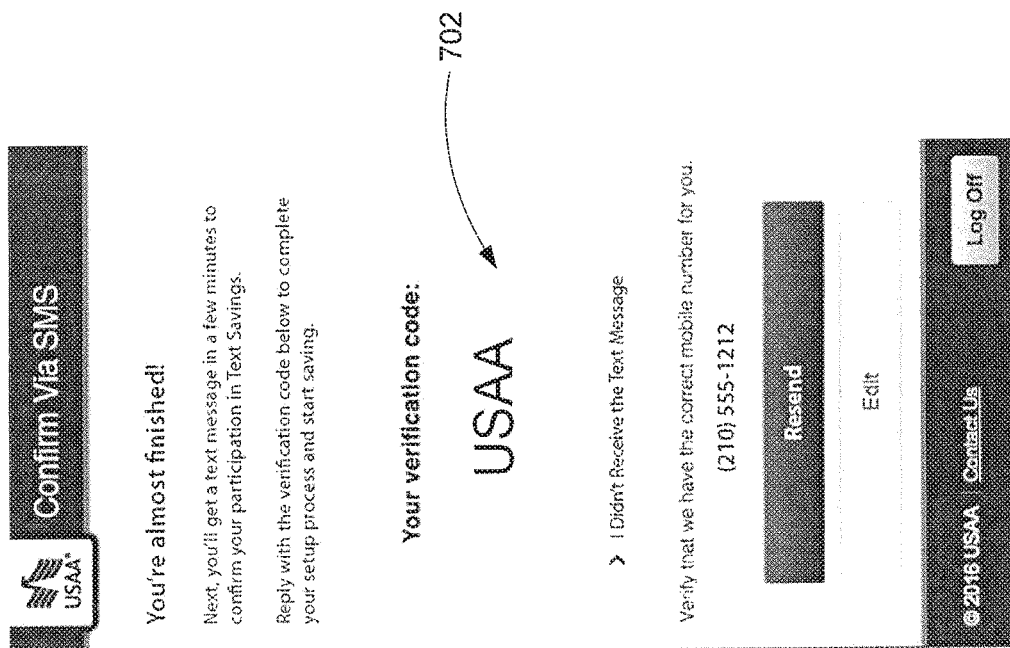 USAA®
Confirm Via SMS
You're almost finished!
Next, you'll get a text message in a few minutes to
confirm your participation in Text Savings.
Reply with the verification code below to complete
your setup process and start saving.
Your verification code:
USAA
702
> I Didn't Receive the Text Message
Verify that we have the correct mobile number for you.
(210) 555-1212
Resend
Edit
© 2016 USAA | Contact Us
Log Off